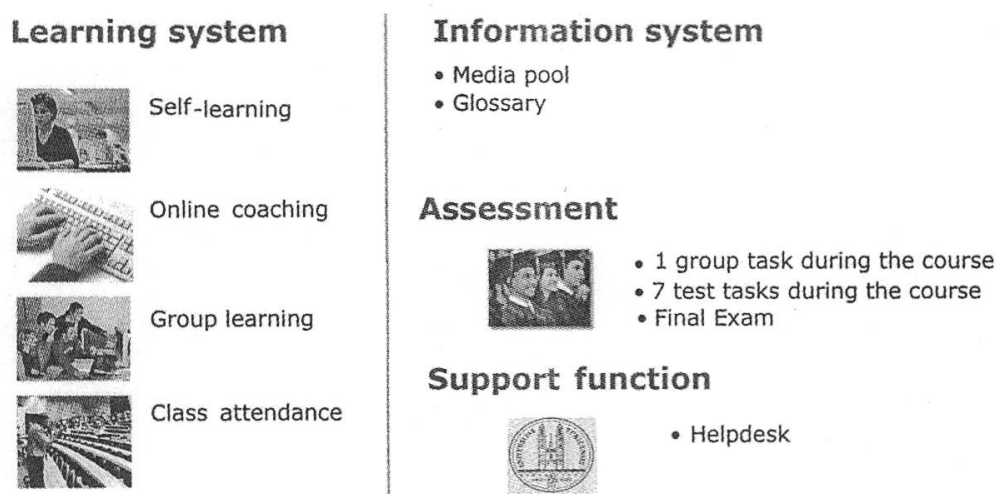 Learning system
Self-learning
Online coaching
Group learning
Class attendance
Information system
• Media pool
• Glossary
Assessment
• 1 group task during the course
• 7 test tasks during the course
• Final Exam
Support function
• Helpdesk